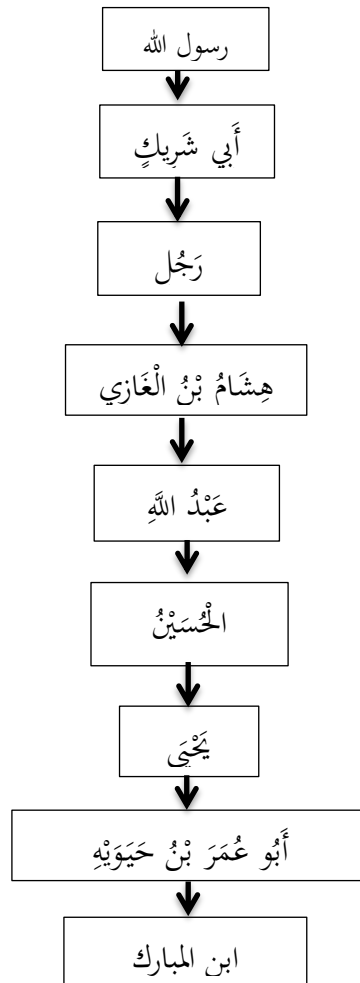 رسول الله
أَبِي شَرِيكٍ
رَجُل
هِشَامُ بْنُ الْغَازِي
عَبْدُ اللَّهِ
الْحُسَيْنُ
يَحْيَى
أَبُو عُمَرَ بْنُ حَيَوَيْهِ
ابن المبارك